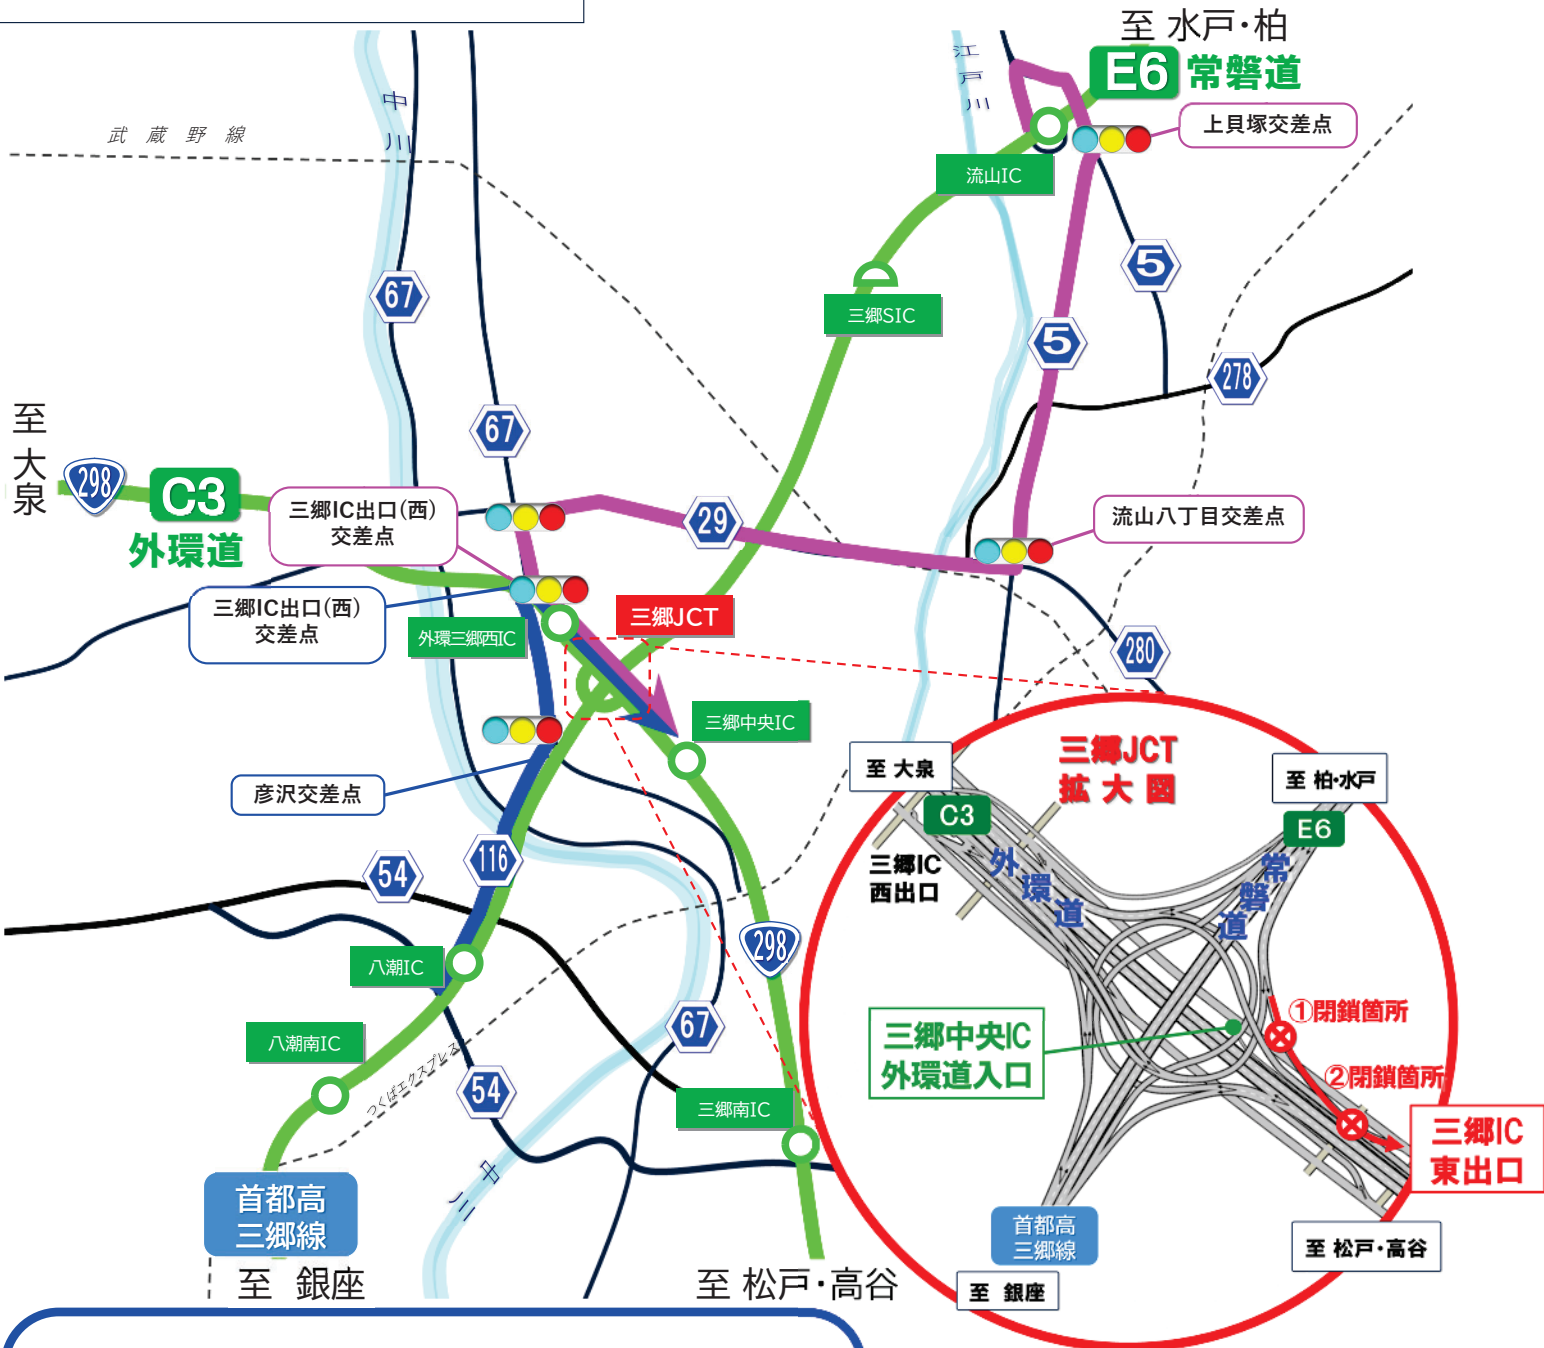 至 水戸・柏
E6 常磐道
上貝塚交差点
江戸川
中川
武蔵野線
流山IC
5
67
三郷SIC
5
278
67
至 大泉
298
C3
外環道
三郷IC出口(西)
交差点
29
流山八丁目交差点
三郷IC出口(西)
交差点
外環三郷西IC
三郷JCT
280
三郷中央IC
彦沢交差点
116
54
298
八潮IC
67
八潮南IC
つくばエクスプレス
54
三郷南IC
中川
首都高
三郷線
至 銀座
至 松戸・高谷
至 大泉
三郷JCT
拡大図
至 柏・水戸
C3
E6
三郷IC
西出口
外環道
常磐道
①閉鎖箇所
三郷中央IC
外環道入口
②閉鎖箇所
三郷IC
東出口
首都高
三郷線
至 松戸・高谷
至 銀座